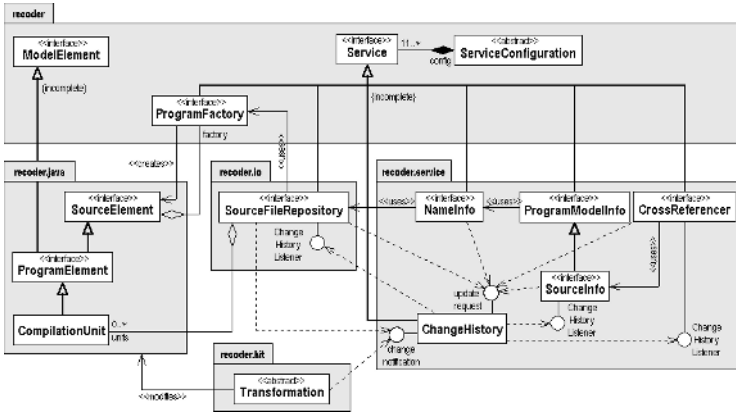 recoder
<<interface>>
ModelElement
<<interface>>
Service
11..*
config
<<abstract>>
ServiceConfiguration
(incomplete)
{incomplete}
<<interface>>
ProgramFactory
factory
<<creates>>
<<uses>>
recoder.java
<<interface>>
SourceElement
ProgramElement
CompilationUnit
0..*
units
recoder.io
<<interface>>
SourceFileRepository
Change
History
Listener
recoder.service
<<uses>>
<<interface>>
NameInfo
<<uses>>
<<interface>>
ProgramModelInfo
<<interface>>
CrossReferencer
<<uses>>
<<interface>>
SourceInfo
update
request
ChangeHistory
Change
History
Listener
Change
History
Listener
change
notification
recoder.kit
<<abstract>>
Transformation
<<modifies>>